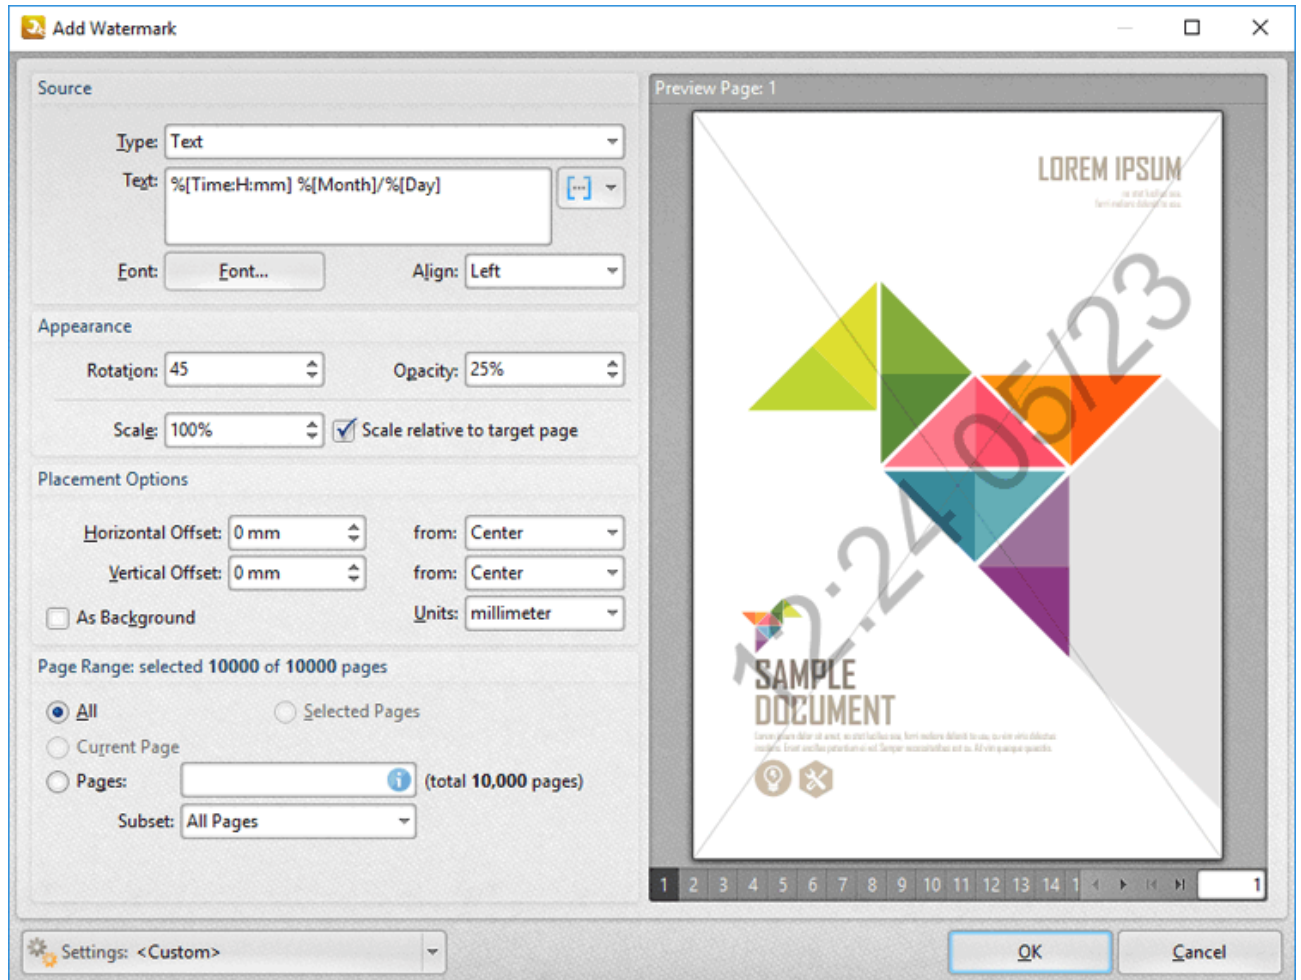 Add Watermark
Source
Type: Text
Text: %[Time:H:mm] %[Month]/%[Day]
Font: Font... Align: Left
Appearance
Rotation: 45 Opacity: 25%
Scale: 100% Scale relative to target page
Placement Options
Horizontal Offset: 0 mm from: Center
Vertical Offset: 0 mm from: Center
As Background Units: millimeter
Page Range: selected 10000 of 10000 pages
All Selected Pages
Current Page
Pages: (total 10,000 pages)
Subset: All Pages
Preview Page: 1
LOREM IPSUM
12:24 05/23
SAMPLE
DOCUMENT
1 2 3 4 5 6 7 8 9 10 11 12 13 14 1 1
Settings: <Custom> OK Cancel